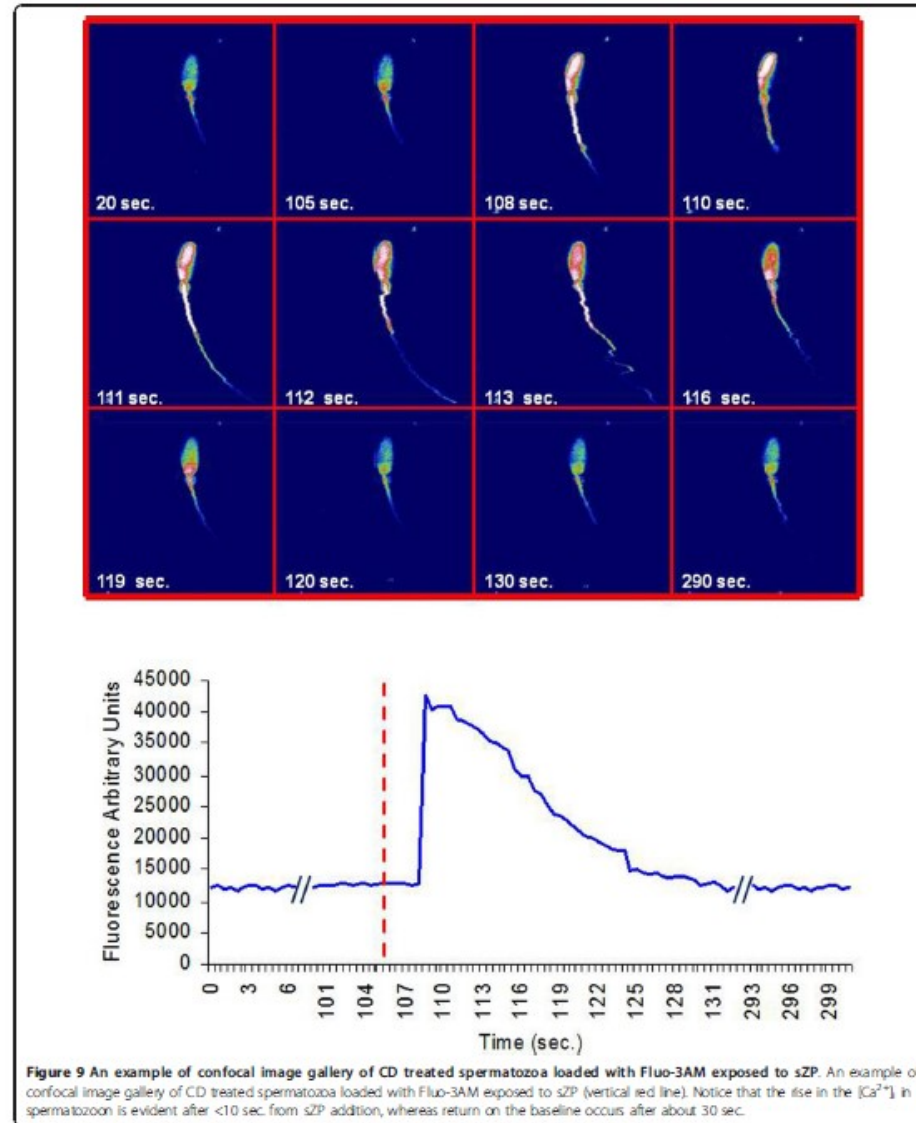 20 sec.
105 sec.
108 sec.
110 sec.
111 sec.
112 sec.
113 sec.
116 sec.
119 sec.
120 sec.
130 sec.
290 sec.
Fluorescence Arbitrary Units
45000
40000
35000
30000
25000
20000
15000
10000
5000
0
0 3 6 101 104 107 110 113 116 119 122 125 128 131 293 296 299
Time (sec.)
Figure 9 An example of confocal image gallery of CD treated spermatozoa loaded with Fluo-3AM exposed to sZP. An example o
confocal image gallery of CD treated spermatozoa loaded with Fluo-3AM exposed to sZP (vertical red line). Notice that the rise in the [Ca2+]i in
spermatozoon is evident after <10 sec. from sZP addition, whereas return on the baseline occurs after about 30 sec.